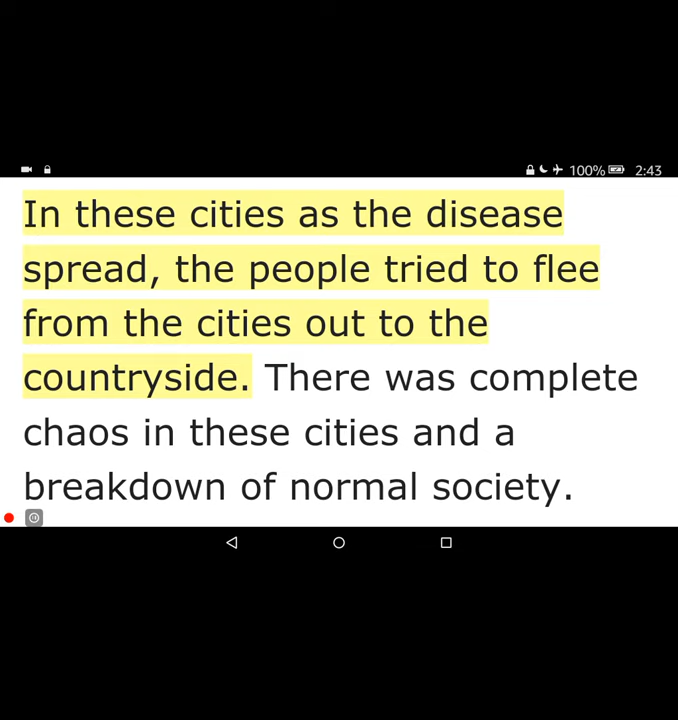 100% 2:43
In these cities as the disease
spread, the people tried to flee
from the cities out to the
countryside. There was complete
chaos in these cities and a
breakdown of normal society.